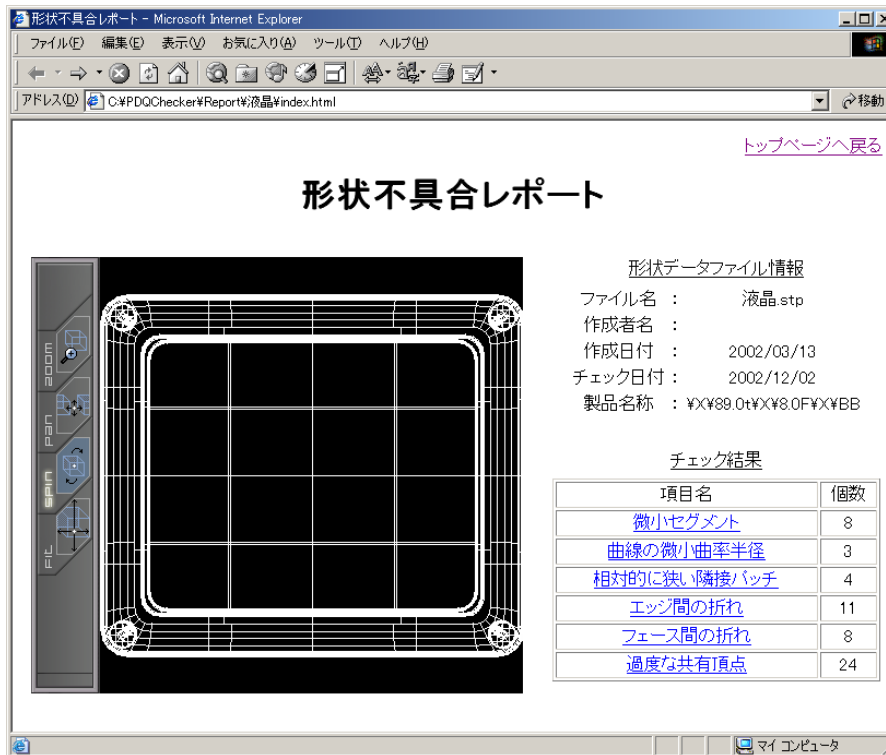 形状不具合レポート - Microsoft Internet Explorer
ファイル(F) 編集(E) 表示(V) お気に入り(A) ツール(T) ヘルプ(H)
アドレス(D) C:¥PDQChecker¥Report¥液晶¥index.html 移動
トップページへ戻る
形状不具合レポート
zoom
pan
spin
fit
形状データファイル情報
ファイル名 : 液晶.stp
作成者名 :
作成日付 : 2002/03/13
チェック日付 : 2002/12/02
製品名称 : ¥X¥89.0t¥X¥8.0F¥X¥BB
チェック結果
項目名 個数
微小セグメント 8
曲線の微小曲率半径 3
相対的に狭い隣接パッチ 4
エッジ間の折れ 11
フェース間の折れ 8
過度な共有頂点 24
マイ コンピュータ